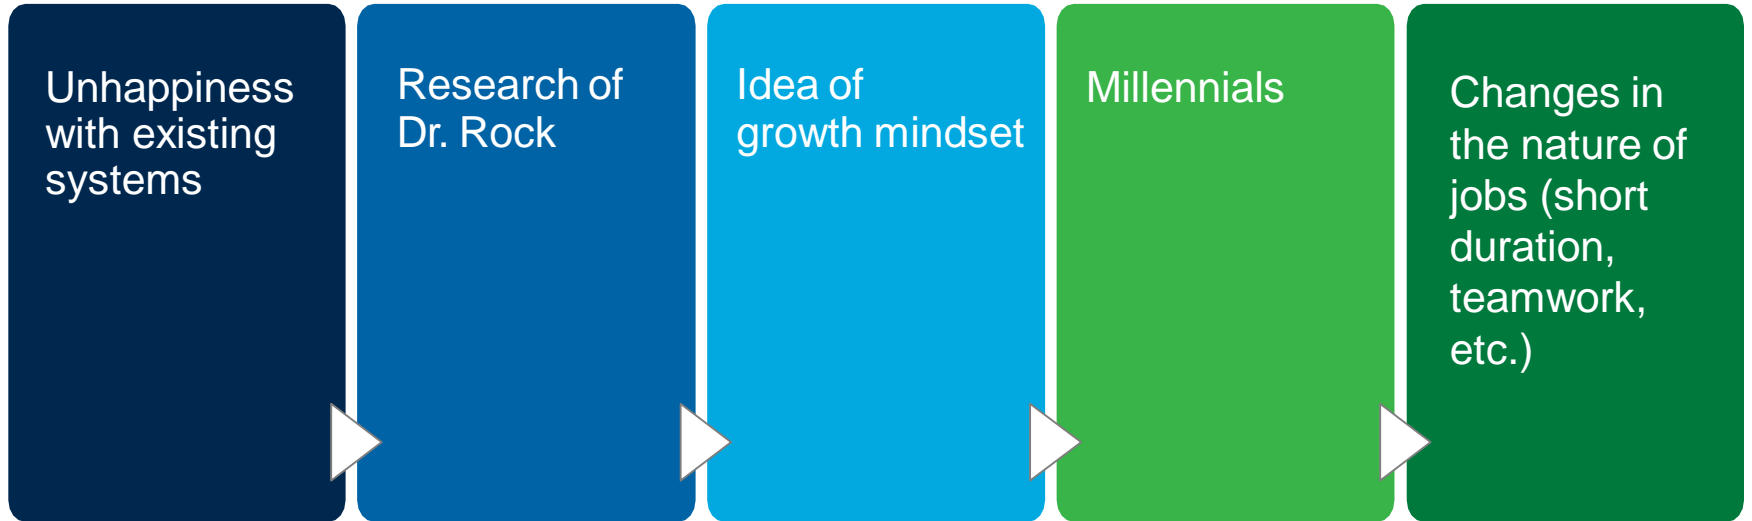 Unhappiness
with existing
systems
Research of
Dr. Rock
Idea of
growth mindset
Millennials
Changes in
the nature of
jobs (short
duration,
teamwork,
etc.)